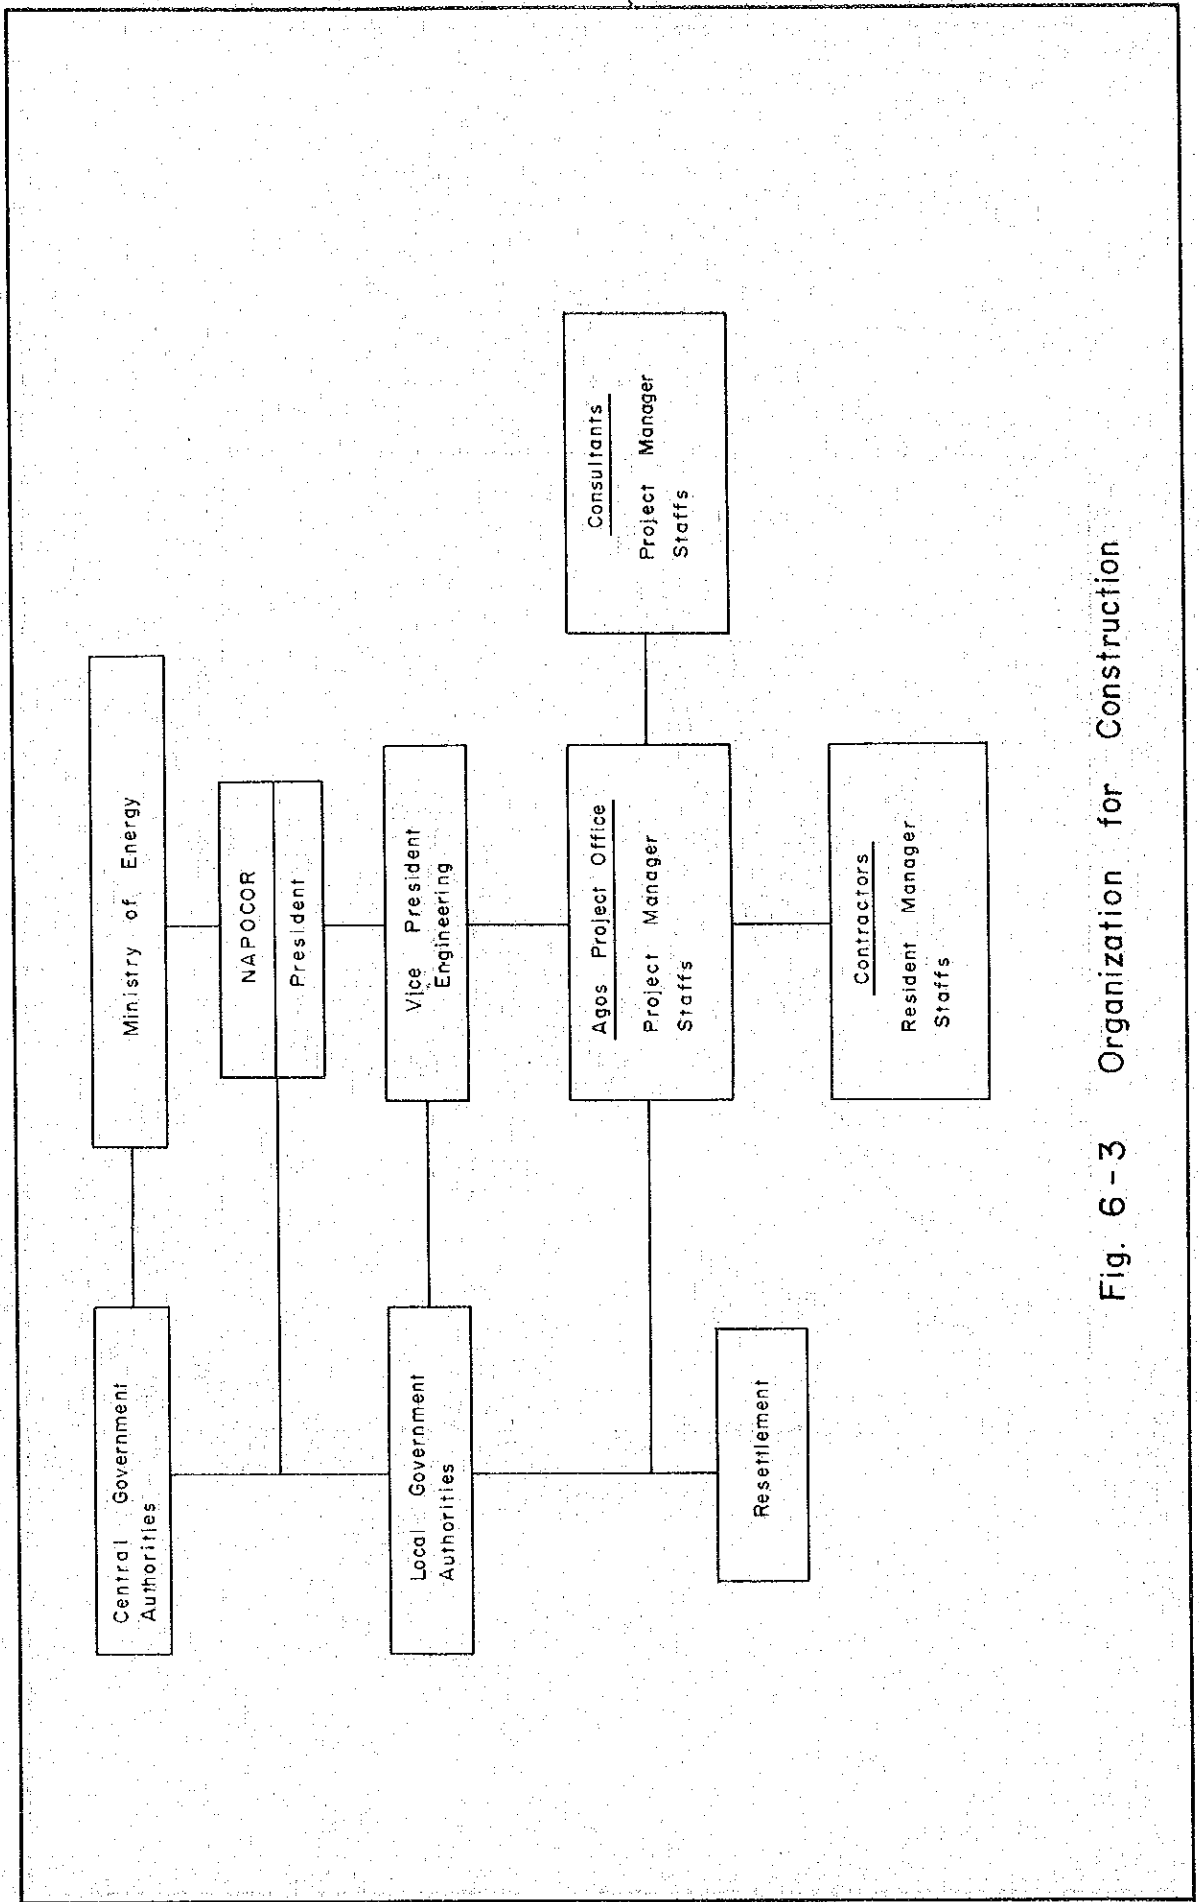 Central Government
Authorities
Ministry of Energy
NAPOCOR
President
Local Government
Authorities
Vice President
Engineering
Agos Project Office
Project Manager
Staffs
Consultants
Project Manager
Staffs
Resettlement
Contractors
Resident Manager
Staffs
Fig. 6-3 Organization for Construction